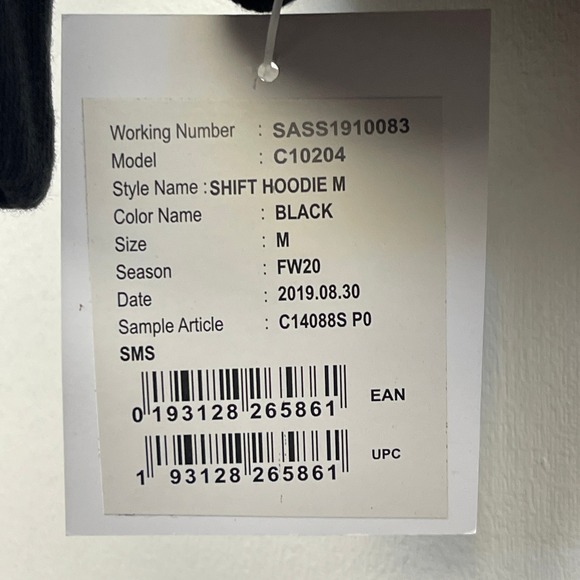 Working Number : SASS1910083
Model : C10204
Style Name : SHIFT HOODIE M
Color Name : BLACK
Size : M
Season : FW20
Date : 2019.08.30
Sample Article : C14088S P0
SMS
0 193128 265861 EAN
1 93128 265861 UPC